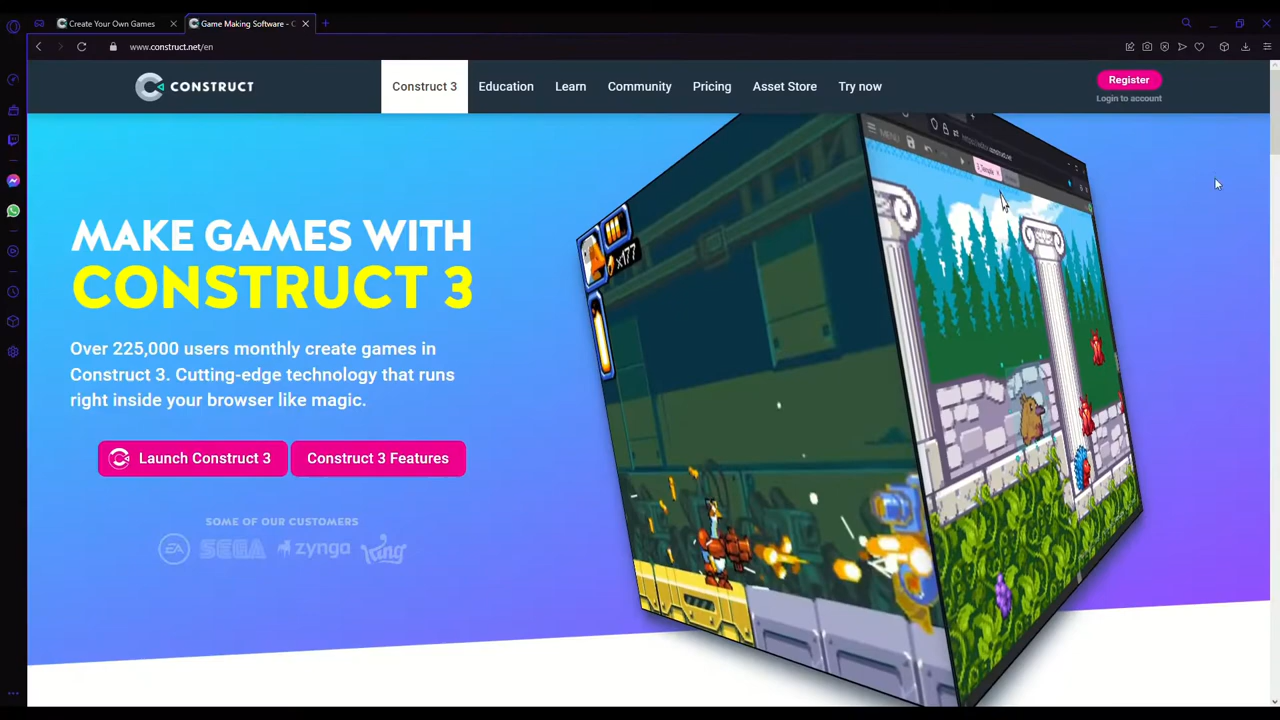 Create Your Own Games
Game Making Software - C
www.construct.net/en
CONSTRUCT
Construct 3
Education
Learn
Community
Pricing
Asset Store
Try now
Register
Login to account
MAKE GAMES WITH
CONSTRUCT 3
Over 225,000 users monthly create games in
Construct 3. Cutting-edge technology that runs
right inside your browser like magic.
Launch Construct 3
Construct 3 Features
SOME OF OUR CUSTOMERS
EA
SEGA
zynga
King
x177
MENU